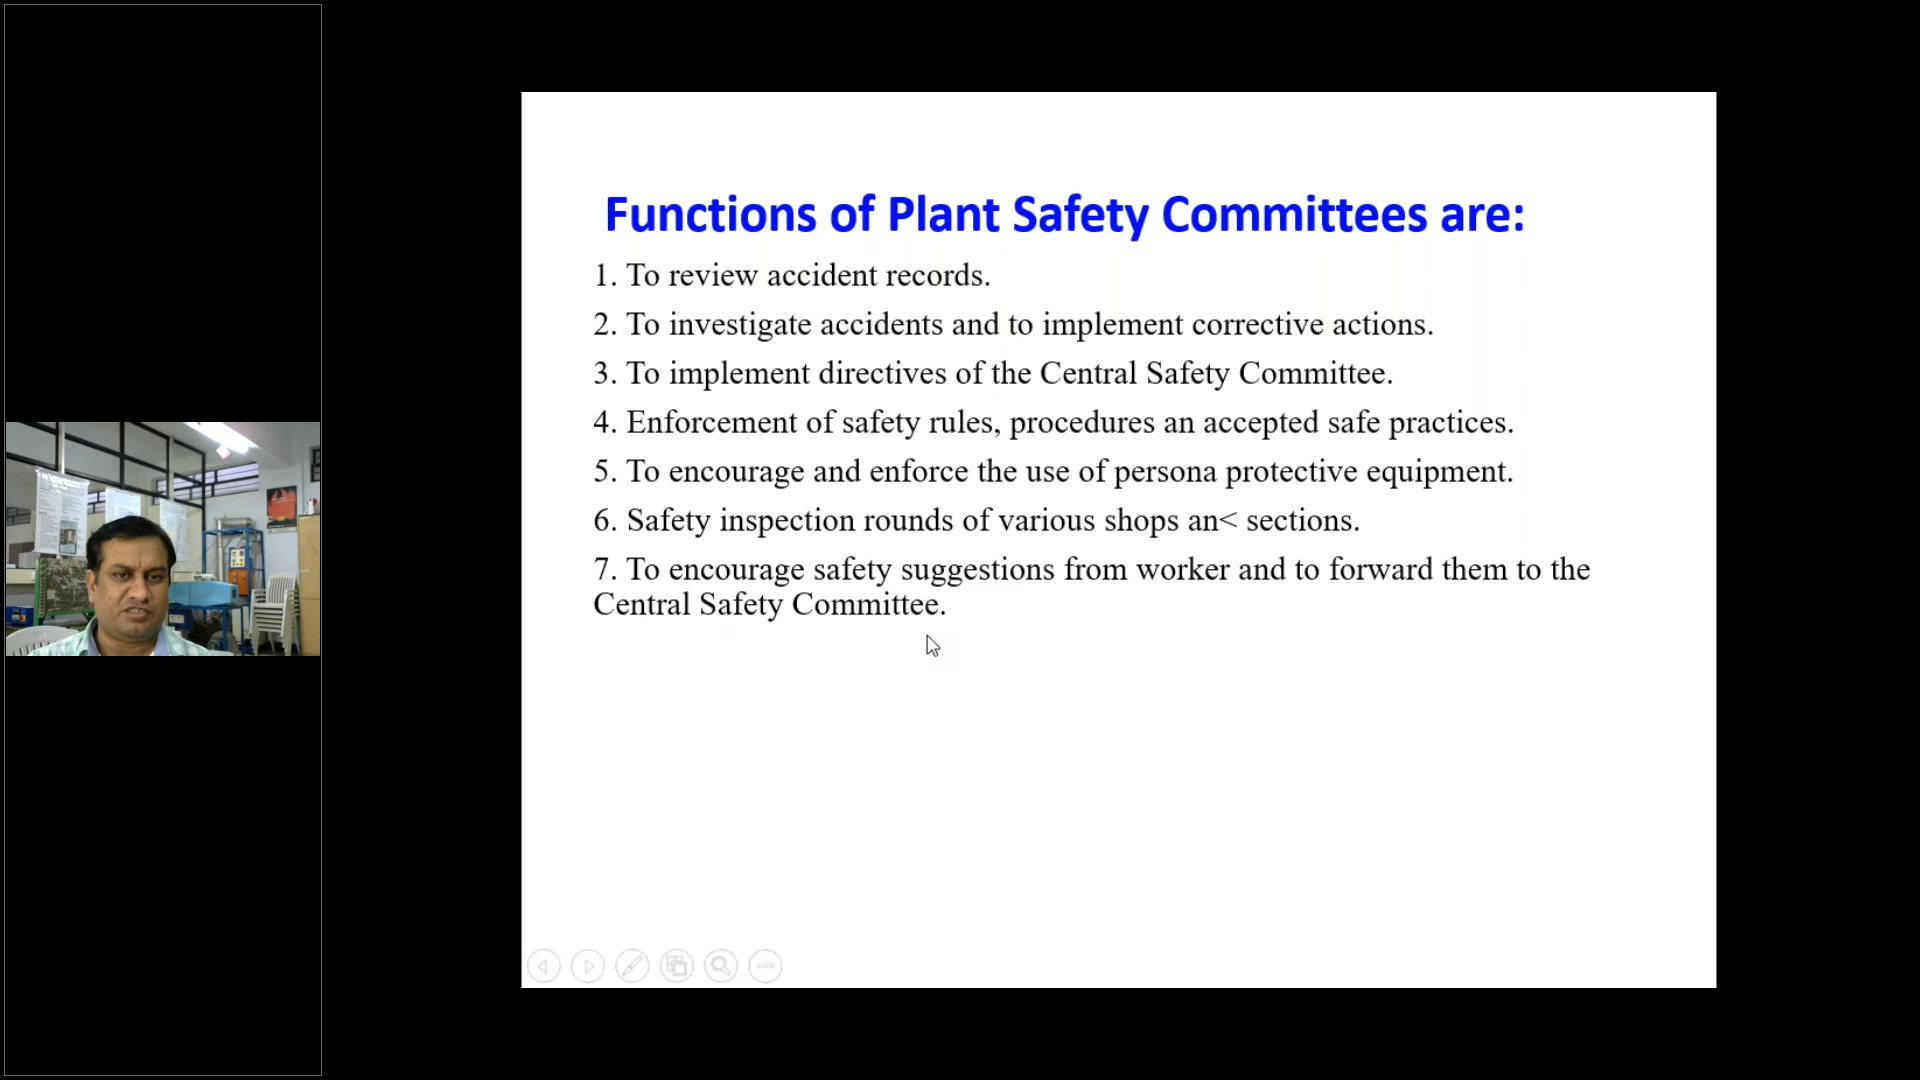 Functions of Plant Safety Committees are:
1. To review accident records.
2. To investigate accidents and to implement corrective actions.
3. To implement directives of the Central Safety Committee.
4. Enforcement of safety rules, procedures an accepted safe practices.
5. To encourage and enforce the use of persona protective equipment.
6. Safety inspection rounds of various shops an< sections.
7. To encourage safety suggestions from worker and to forward them to the
Central Safety Committee.